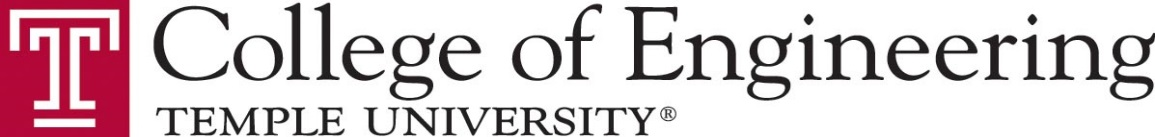 T College of Engineering
TEMPLE UNIVERSITY®